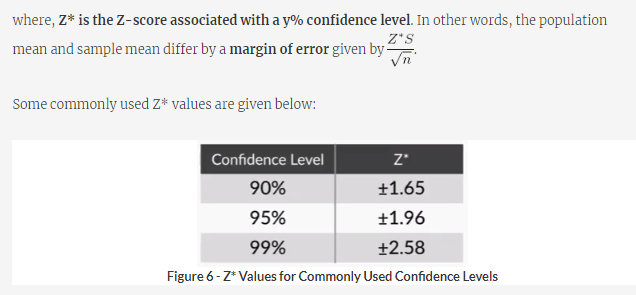 where, Z* is the Z-score associated with a y% confidence level. In other words, the population
mean and sample mean differ by a margin of error given by Z*S/√n.
Some commonly used Z* values are given below:
Confidence Level Z*
90% ±1.65
95% ±1.96
99% ±2.58
Figure 6 - Z* Values for Commonly Used Confidence Levels